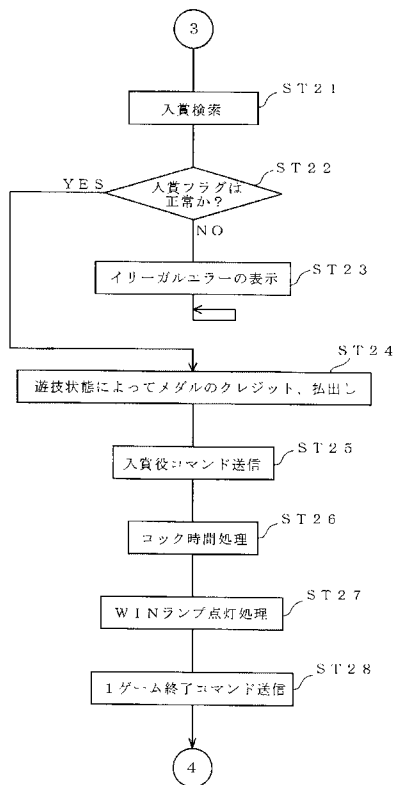 3
ST21
入賞検索
ST22
YES
入賞フラグは
正常か?
NO
ST23
イリーガルエラーの表示
ST24
遊技状態によってメダルのクレジット、払出し
ST25
入賞役コマンド送信
ST26
コック時間処理
ST27
WINランプ点灯処理
ST28
1ゲーム終了コマンド送信
4